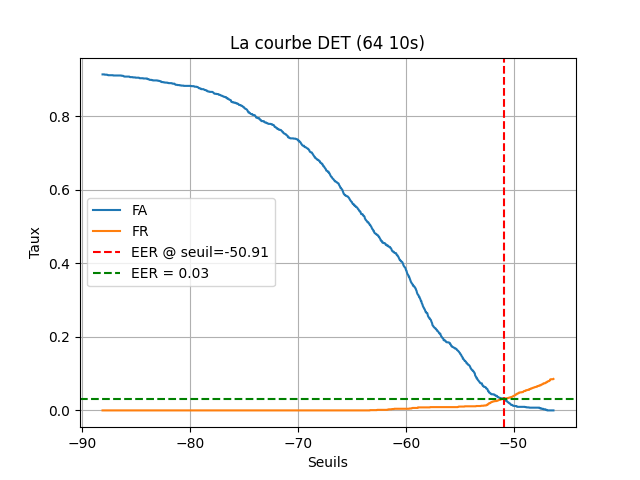 La courbe DET (64 10s)
Taux
0.8
0.6
0.4
0.2
0.0
FA
FR
EER @ seuil=-50.91
EER = 0.03
−90
−80
−70
−60
−50
Seuils